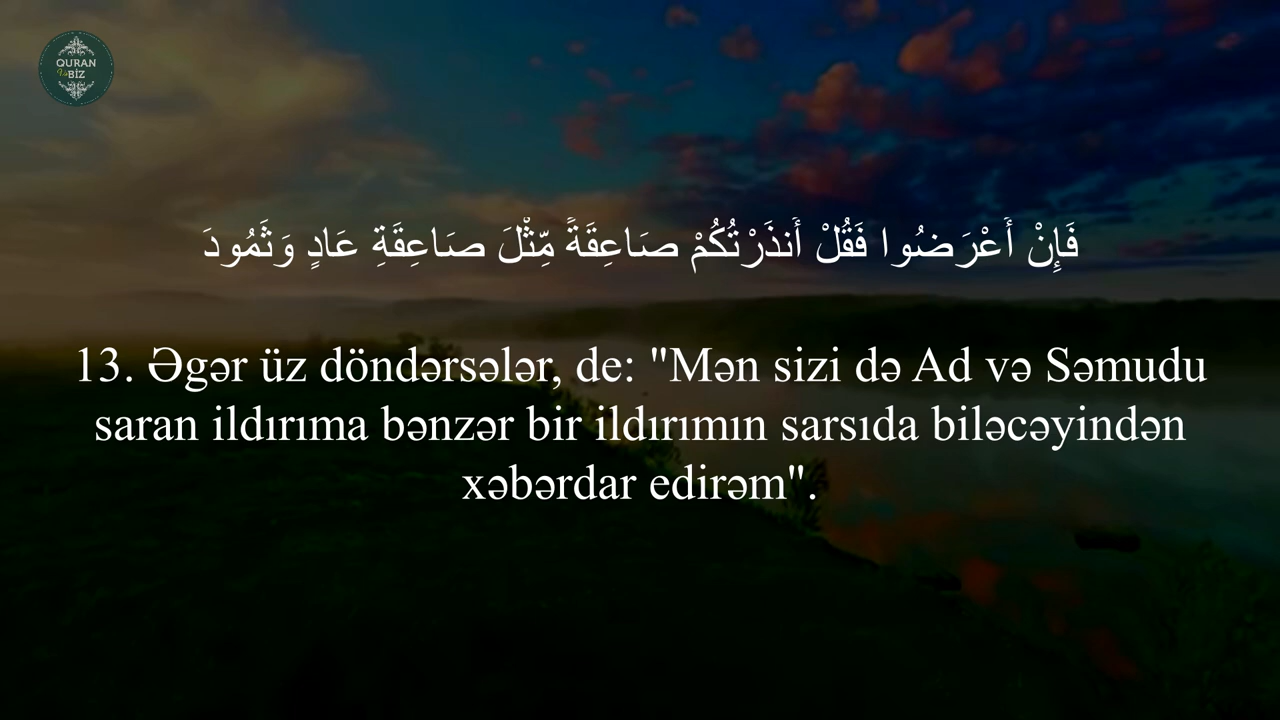 QURAN
Və BİZ
فَإِنْ أَعْرَضُوا فَقُلْ أَنذَرْتُكُمْ صَاعِقَةً مِّثْلَ صَاعِقَةِ عَادٍ وَثَمُودَ
13. Əgər üz döndərsələr, de: "Mən sizi də Ad və Səmudu
saran ildırıma bənzər bir ildırımın sarsıda biləcəyindən
xəbərdar edirəm".